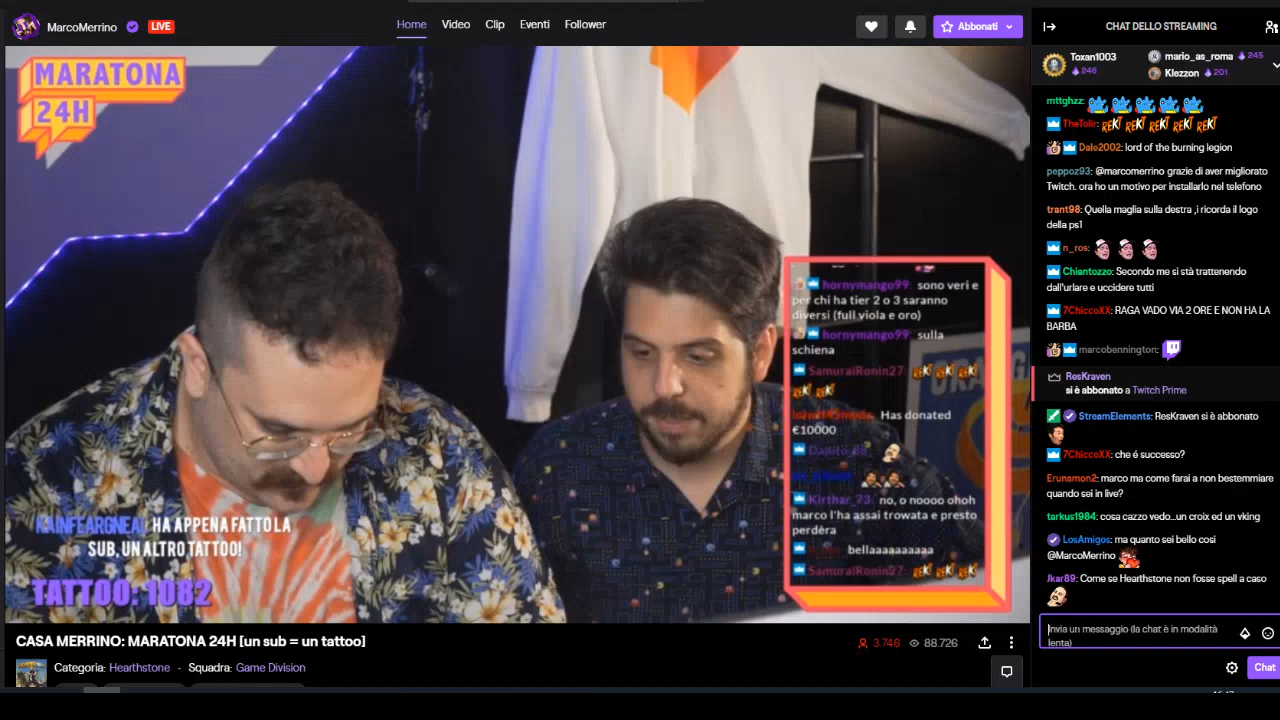 MarcoMerrino LIVE
Home Video Clip Eventi Follower
Abbonati
MARATONA
24H
hornymango99 sono veri e
per chi ha tier 2 o 3 saranno
diversi (full viola e oro)
hornymango99 sulla
schiena
SamuraiRonin27 REKT REKT REKT
REKT REKT
Has donated
€10000
Kirthar_73 no, o noooo ohoh
marco l'ha assai trowata e presto
perdèra
bellaaaaaaaaaa
SamuraiRonin27 REKT REKT REKT
KAINFEARGNEAL HA APPENA FATTO LA
SUB, UN ALTRO TATTOO!
TATTOO: 1082
CASA MERRINO: MARATONA 24H [un sub = un tattoo]
3.746 88.726
Categoria: Hearthstone - Squadra: Game Division
CHAT DELLO STREAMING
Toxan1003 246
mario_as_roma 245
Klezzon 201
mttghzz:
TheTolir: REKT REKT REKT REKT REKT
Dale2002: lord of the burning legion
peppoz93: @marcomerrino grazie di aver migliorato
Twitch. ora ho un motivo per installarlo nel telefono
trant98: Quella maglia sulla destra ,i ricorda il logo
della ps1
n_ros:
Chiantozzo: Secondo me si stà trattenendo
dall'urlare e uccidere tutti
7ChiccoXX: RAGA VADO VIA 2 ORE E NON HA LA
BARBA
marcobennington:
ResKraven
si è abbonato a Twitch Prime
StreamElements: ResKraven si è abbonato
7ChiccoXX: che é successo?
Erunamon2: marco ma come farai a non bestemmiare
quando sei in live?
tarkus1984: cosa cazzo vedo...un croix ed un vking
LosAmigos: ma quanto sei bello cosi
@MarcoMerrino
Jkar89: Come se Hearthstone non fosse spell a caso
Invia un messaggio (la chat è in modalità
lenta)
Chat